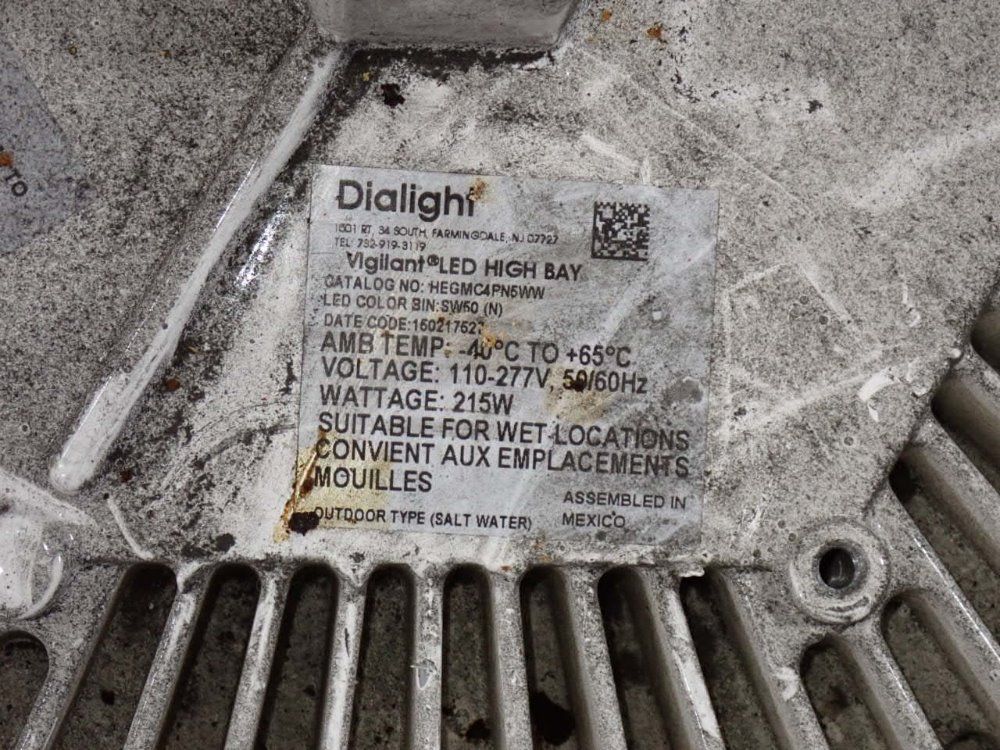 Dialight
1501 RT, 34 SOUTH, FARMINGDALE, NJ 07727
TEL: 732-919-3119
Vigilant® LED HIGH BAY
CATALOG NO: HEGMC4PN5WW
LED COLOR BIN: SW50 (N)
DATE CODE:
AMB TEMP: -40°C TO +65°C
VOLTAGE: 110-277V, 50/60Hz
WATTAGE: 215W
SUITABLE FOR WET LOCATIONS
CONVIENT AUX EMPLACEMENTS
MOUILLES
ASSEMBLED IN
MEXICO
OUTDOOR TYPE (SALT WATER)
TO